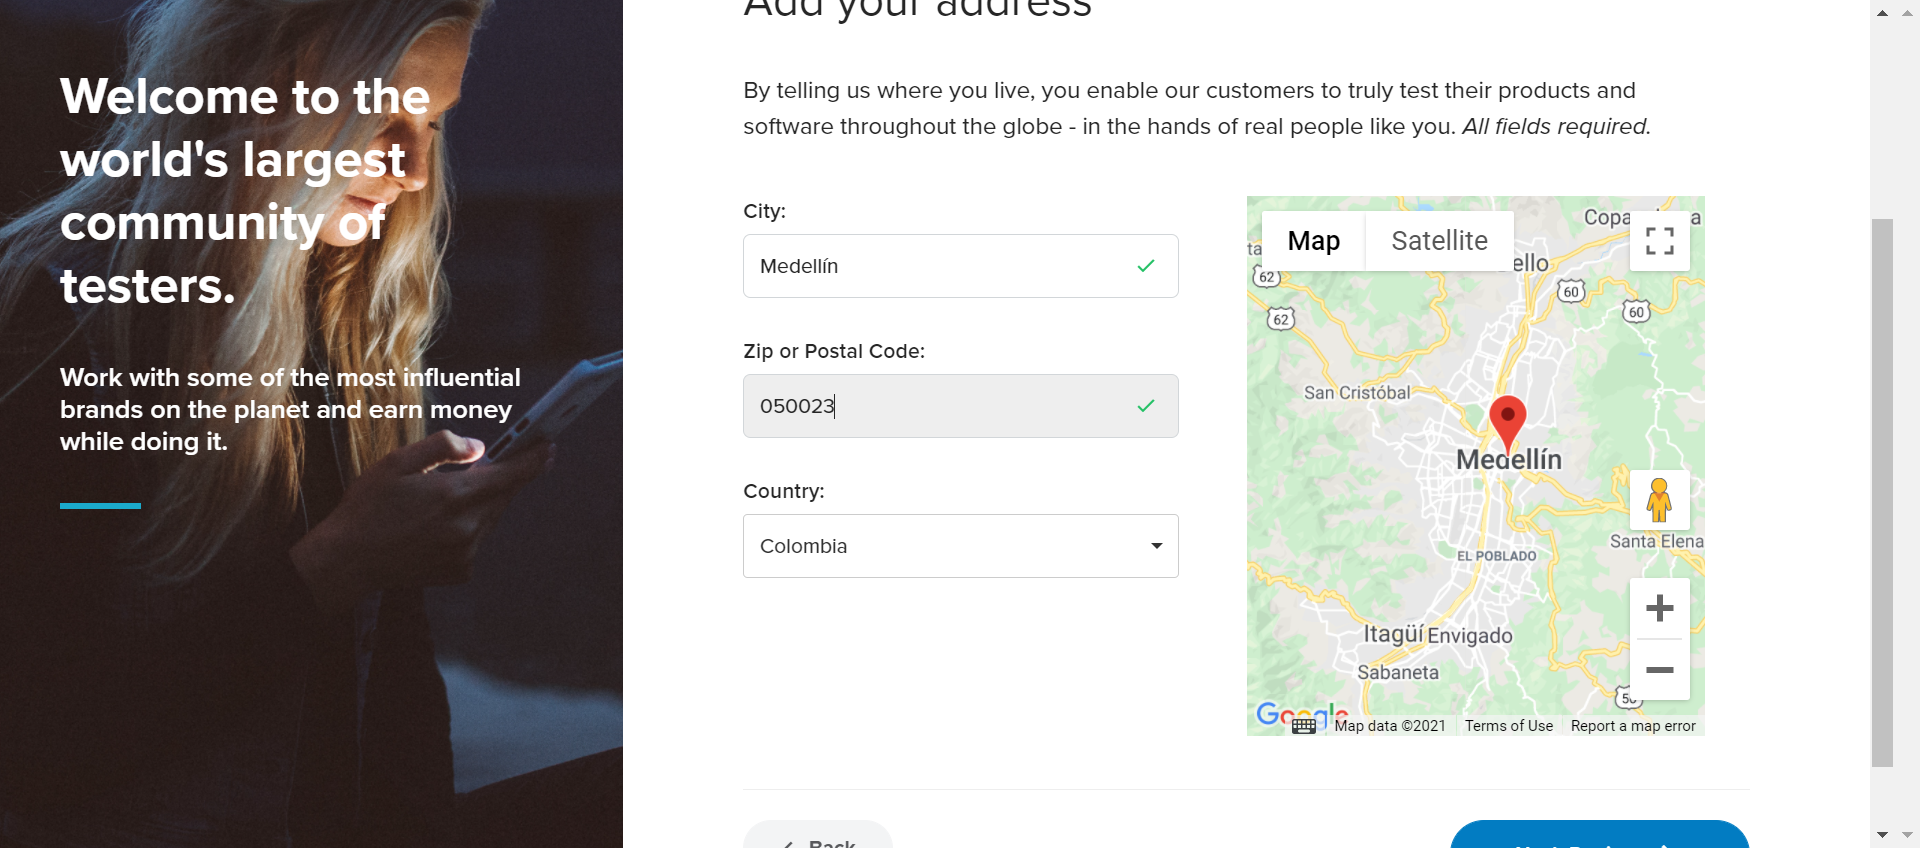 Welcome to the
world's largest
community of
testers.
Work with some of the most influential
brands on the planet and earn money
while doing it.
Add your address
By telling us where you live, you enable our customers to truly test their products and
software throughout the globe - in the hands of real people like you. All fields required.
City:
Medellín
Zip or Postal Code:
050023
Country:
Colombia
Map
Satellite
62
62
60
60
San Cristóbal
Medellín
Santa Elena
EL POBLADO
Itagüí
Envigado
Sabaneta
Google
Map data ©2021
Terms of Use
Report a map error
Back